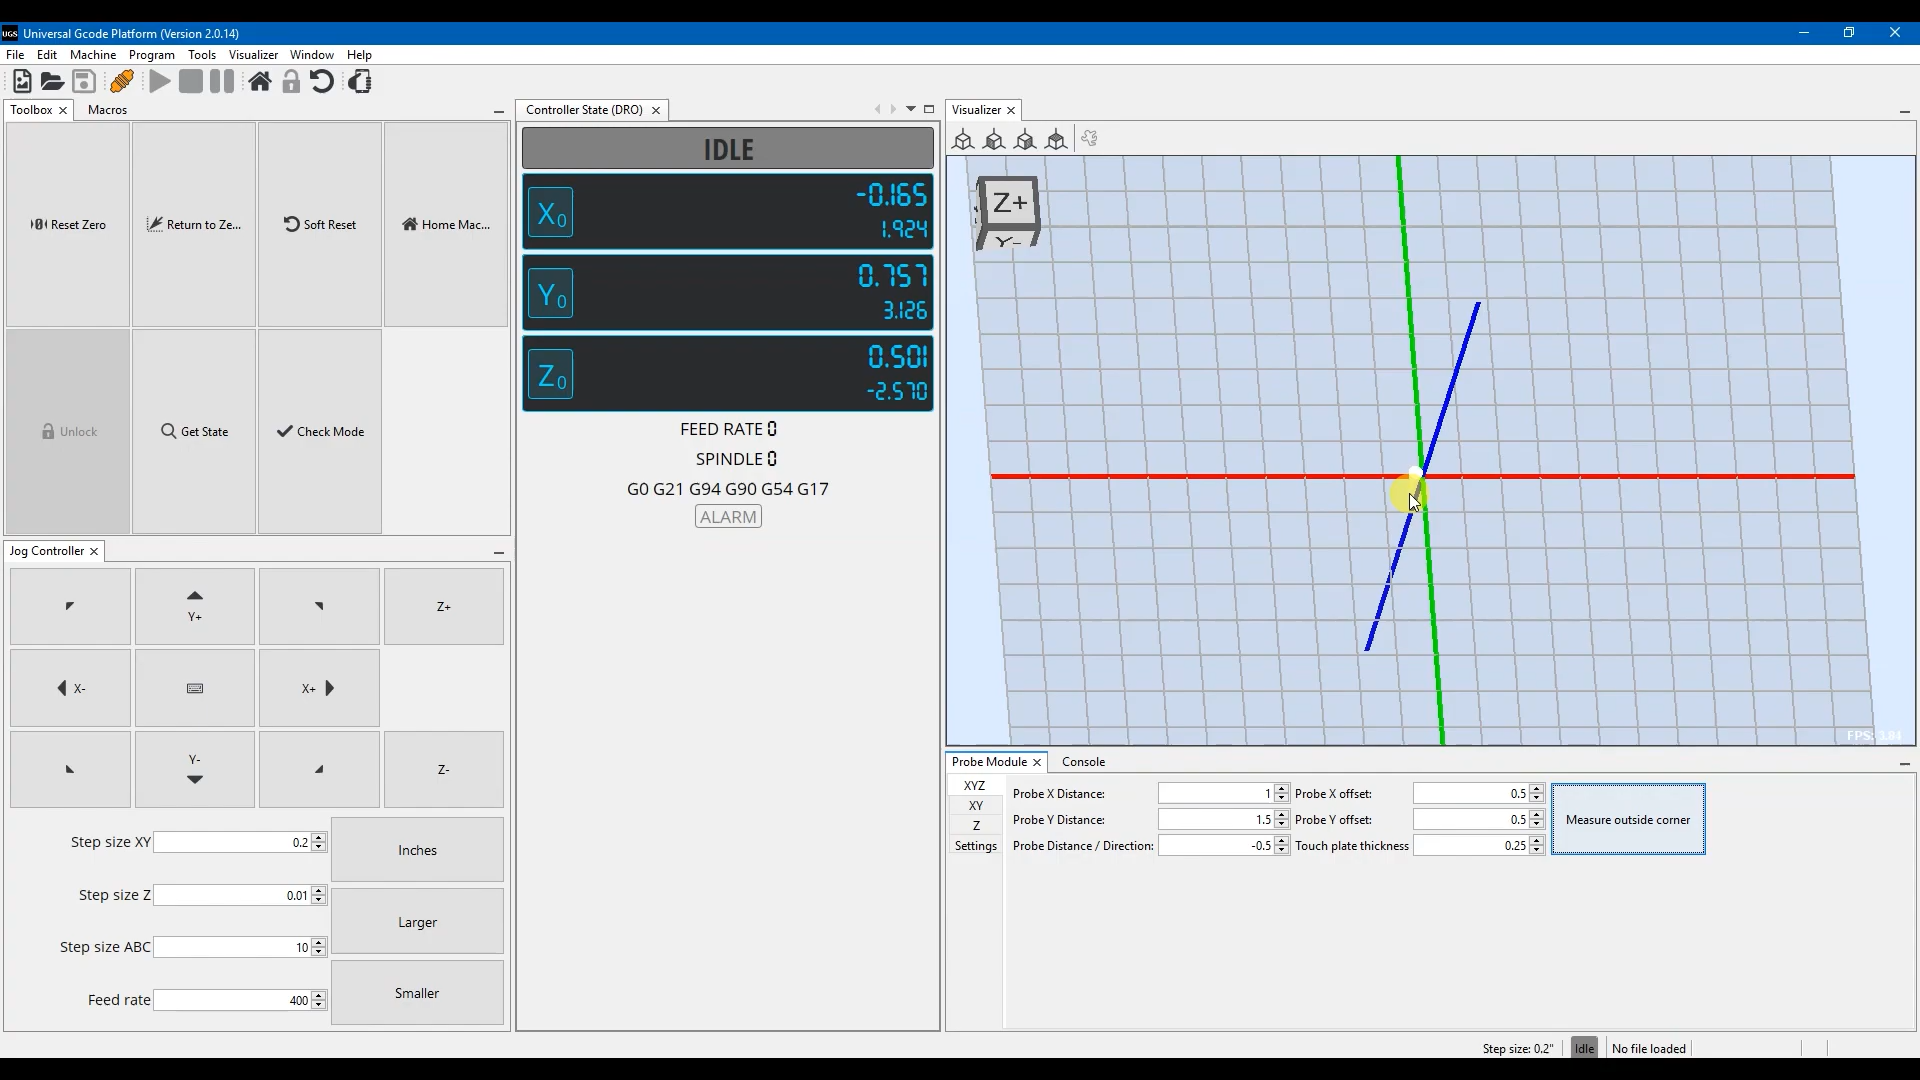 UGS Universal Gcode Platform (Version 2.0.14)
File Edit Machine Program Tools Visualizer Window Help
Toolbox Macros
Reset Zero
Return to Ze...
Soft Reset
Home Mac...
Unlock
Get State
Check Mode
Jog Controller
Y+
Z+
X-
X+
Y-
Z-
Step size XY 0.2
Inches
Step size Z 0.01
Larger
Step size ABC 10
Smaller
Feed rate 400
Controller State (DRO)
IDLE
X0 -0.165
1.924
Y0 0.757
3.126
Z0 0.501
-2.570
FEED RATE 0
SPINDLE 0
G0 G21 G94 G90 G54 G17
ALARM
Visualizer
Z+
Y-
Probe Module Console
XYZ
XY
Z
Settings
Probe X Distance: 1 Probe X offset: 0.5
Probe Y Distance: 1.5 Probe Y offset: 0.5
Probe Distance / Direction: -0.5 Touch plate thickness 0.25
Measure outside corner
Step size: 0.2" Idle No file loaded